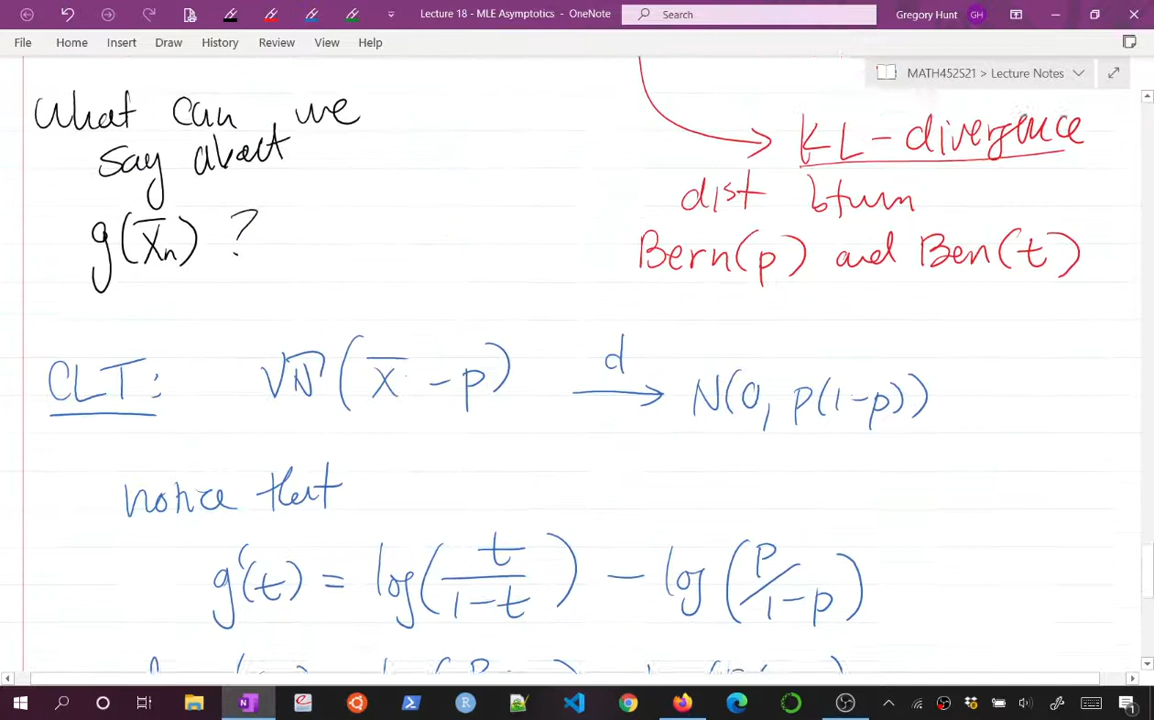 Lecture 18 - MLE Asymptotics - OneNote
Search
Gregory Hunt
GH
File Home Insert Draw History Review View Help
MATH452S21 > Lecture Notes
What can we
say about
g(X̄n) ?
KL-divergence
dist btwn
Bern(p) and Ben(t)
CLT: √N (X̄ - p) d→ N(0, p(1-p))
notice that
g'(t) = log(t/1-t) - log(p/1-p)